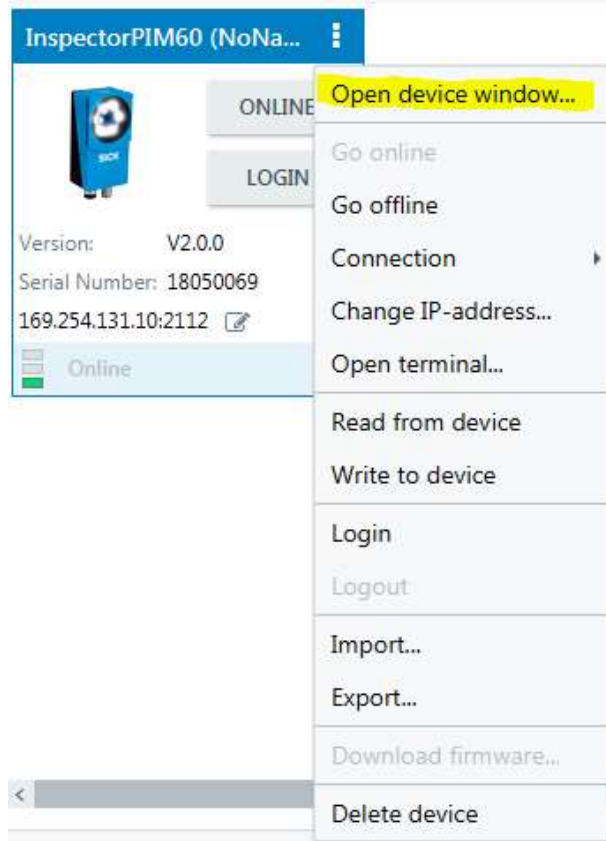 InspectorPIM60 (NoNa...
ONLINE
LOGIN
SICK
Version: V2.0.0
Serial Number: 18050069
169.254.131.10:2112
Online
Open device window...
Go online
Go offline
Connection
Change IP-address...
Open terminal...
Read from device
Write to device
Login
Logout
Import...
Export...
Download firmware...
Delete device